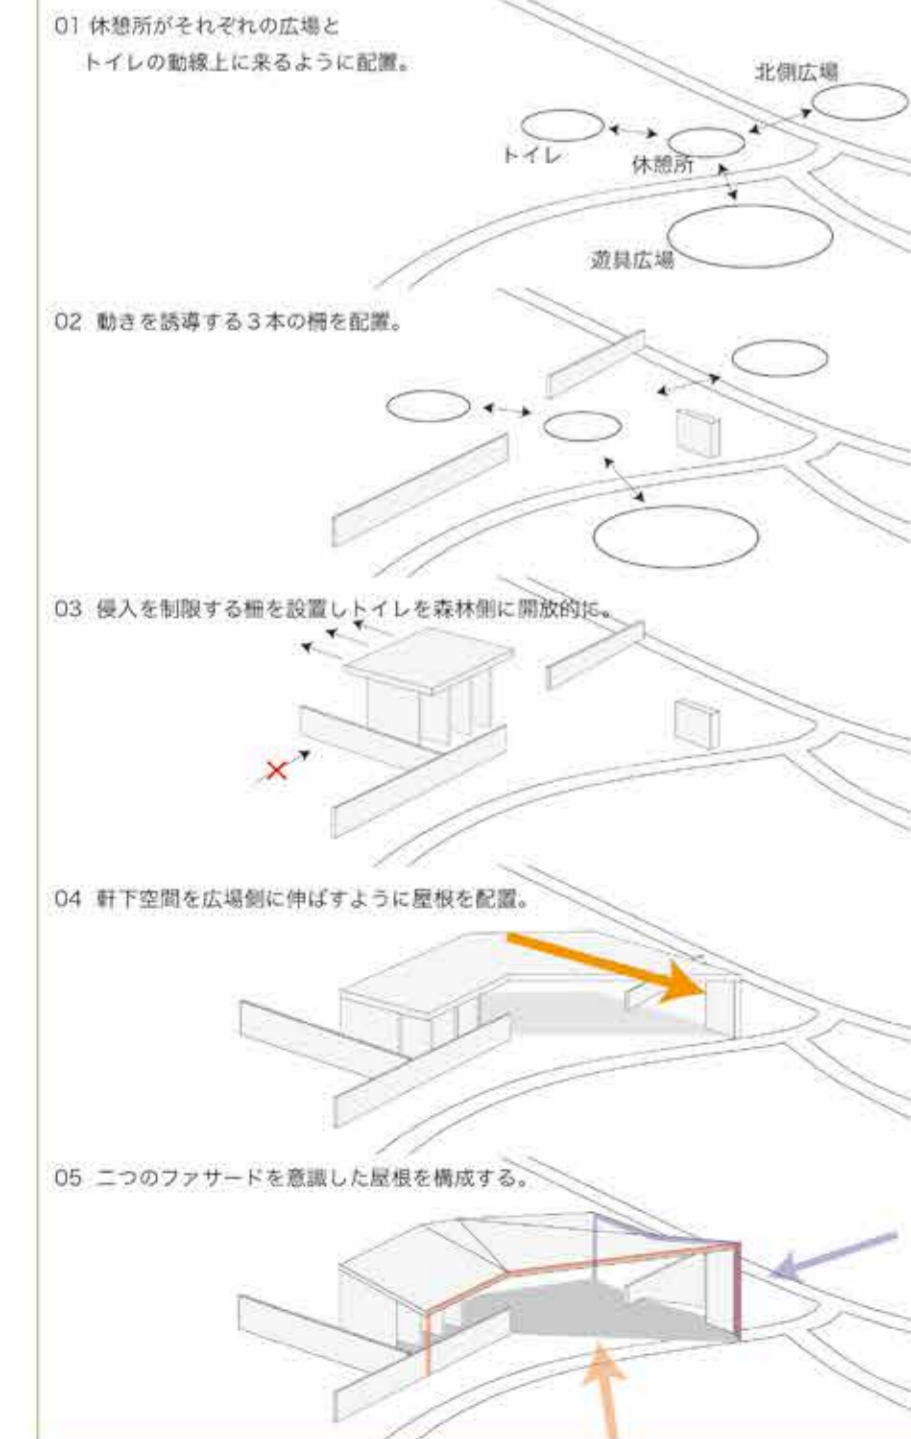 01 休憩所がそれぞれの広場と
トイレの動線上に来るように配置。
北側広場
トイレ
休憩所
遊具広場
02 動きを誘導する3本の柵を配置。
03 侵入を制限する柵を設置しトイレを森林側に開放的に。
04 軒下空間を広場側に伸ばすように屋根を配置。
05 二つのファサードを意識した屋根を構成する。